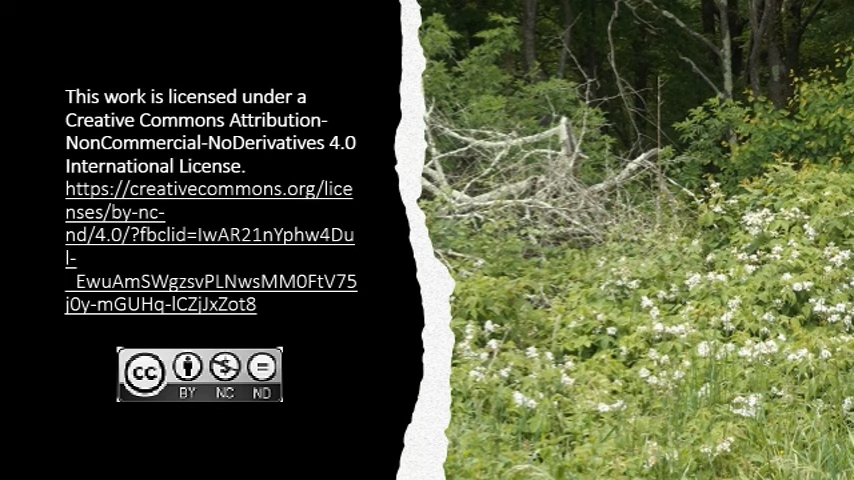 This work is licensed under a
Creative Commons Attribution-
NonCommercial-NoDerivatives 4.0
International License.
https://creativecommons.org/lice
nses/by-nc-
nd/4.0/?fbclid=IwAR21nYphw4Du
l-
_EwuAmSWgzsvPLNwsMM0FtV75
j0y-mGUHq-lCZjJxZot8
cc
BY NC ND